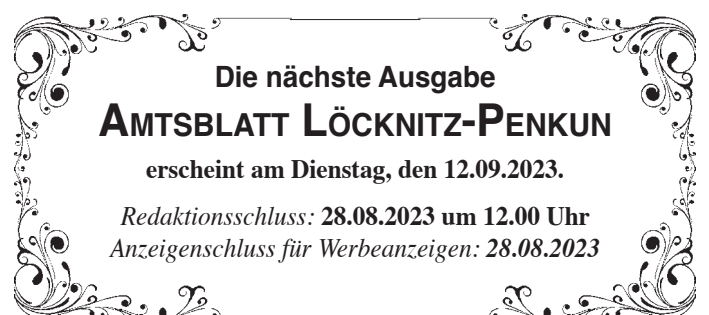 Die nächste Ausgabe
AMTSBLATT LÖCKNITZ-PENKUN
erscheint am Dienstag, den 12.09.2023.
Redaktionsschluss: 28.08.2023 um 12.00 Uhr
Anzeigenschluss für Werbeanzeigen: 28.08.2023